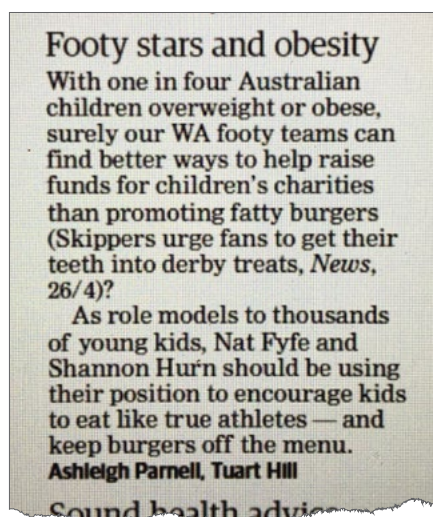 Footy stars and obesity
With one in four Australian
children overweight or obese,
surely our WA footy teams can
find better ways to help raise
funds for children's charities
than promoting fatty burgers
(Skippers urge fans to get their
teeth into derby treats, News,
26/4)?
As role models to thousands
of young kids, Nat Fyfe and
Shannon Hurn should be using
their position to encourage kids
to eat like true athletes — and
keep burgers off the menu.
Ashleigh Parnell, Tuart Hill
Sound health advice